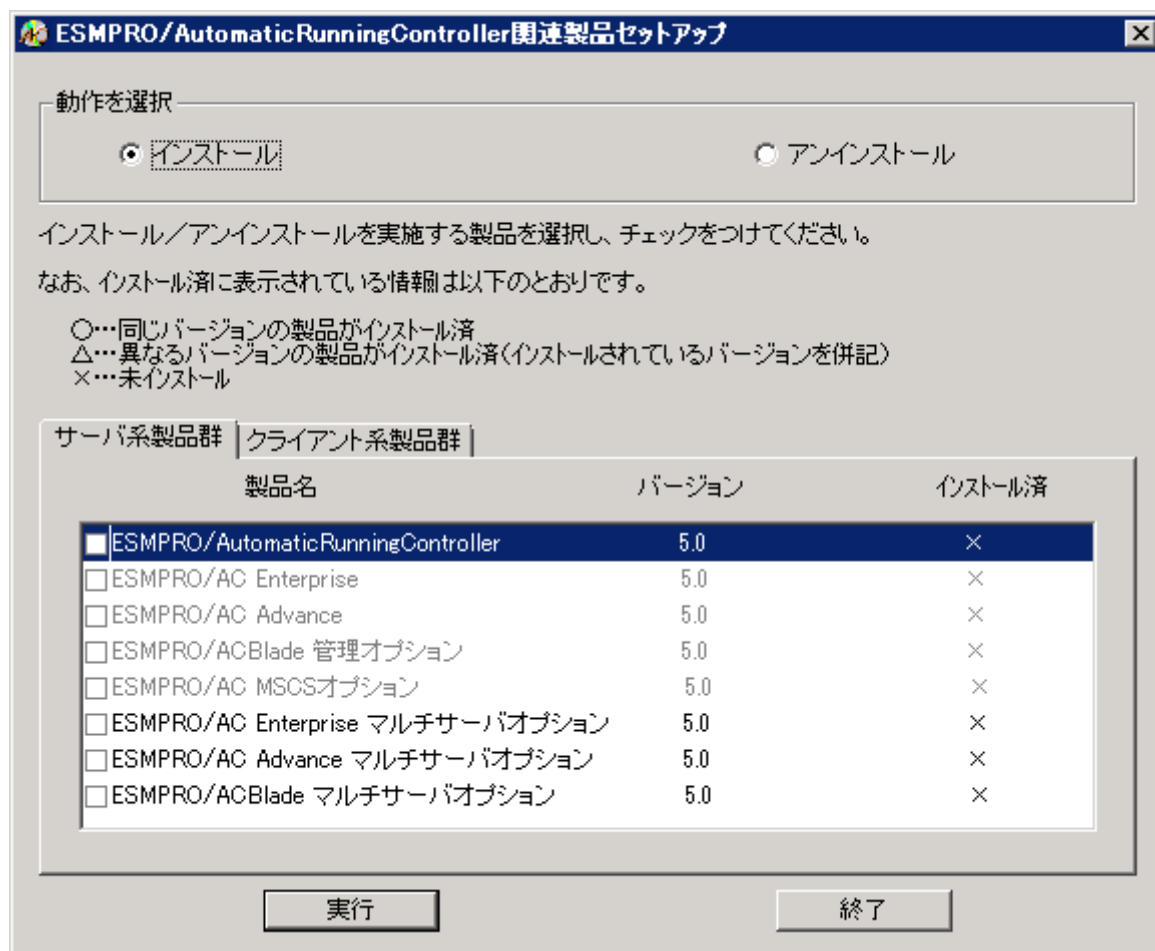 ESMPRO/AutomaticRunningController関連製品セットアップ
動作を選択
インストール アンインストール
インストール/アンインストールを実施する製品を選択し、チェックをつけてください。
なお、インストール済に表示されている情報は以下のとおりです。
○…同じバージョンの製品がインストール済
△…異なるバージョンの製品がインストール済(インストールされているバージョンを併記)
×…未インストール
サーバ系製品群 クライアント系製品群
製品名 バージョン インストール済
ESMPRO/AutomaticRunningController 5.0 ×
ESMPRO/AC Enterprise 5.0 ×
ESMPRO/AC Advance 5.0 ×
ESMPRO/ACBlade 管理オプション 5.0 ×
ESMPRO/AC MSCSオプション 5.0 ×
ESMPRO/AC Enterprise マルチサーバオプション 5.0 ×
ESMPRO/AC Advance マルチサーバオプション 5.0 ×
ESMPRO/ACBlade マルチサーバオプション 5.0 ×
実行 終了